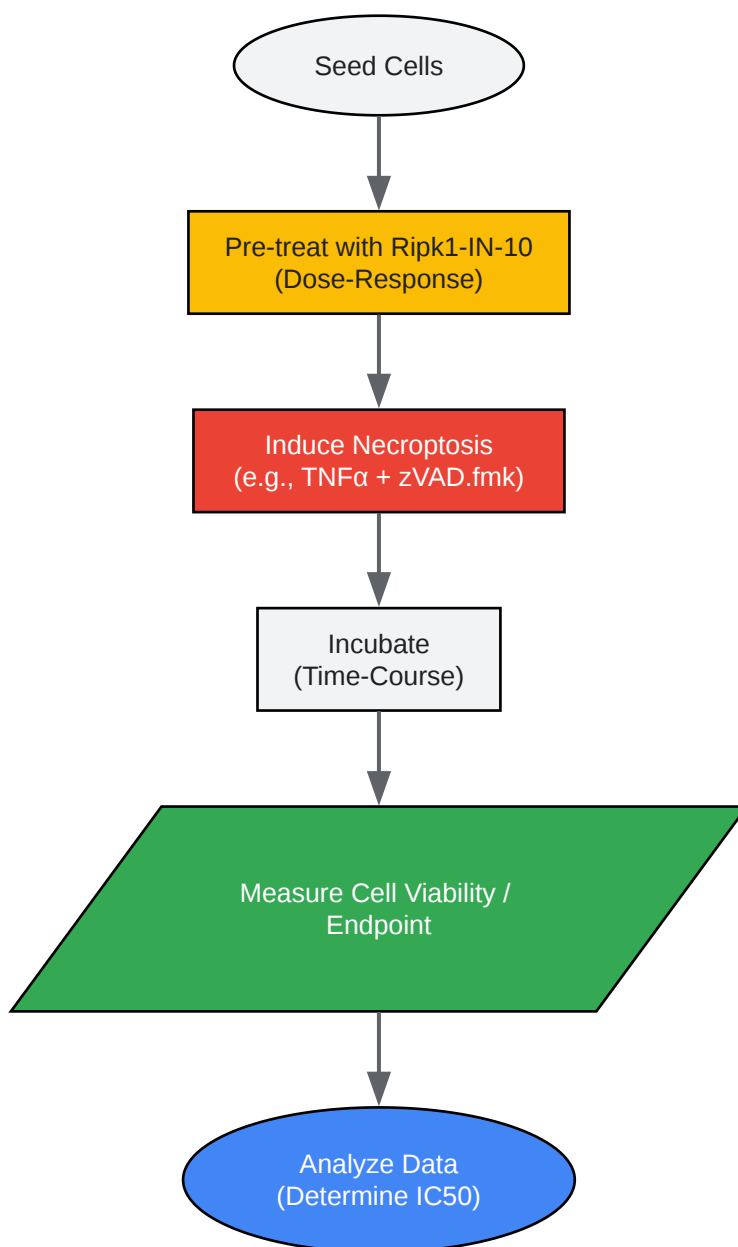 Seed Cells
Pre-treat with Ripk1-IN-10
(Dose-Response)
Induce Necroptosis
(e.g., TNFα + zVAD.fmk)
Incubate
(Time-Course)
Measure Cell Viability /
Endpoint
Analyze Data
(Determine IC50)